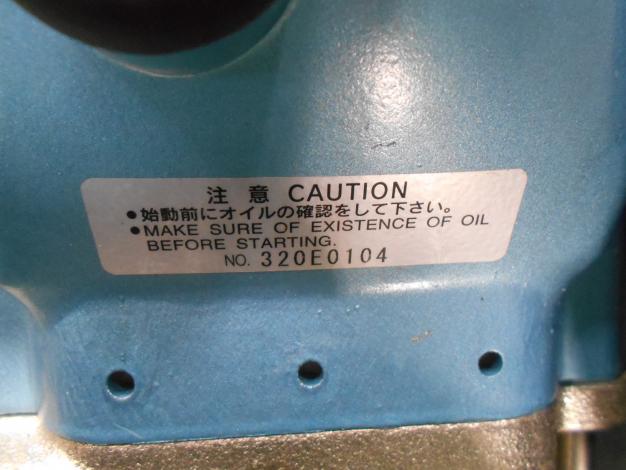 注意 CAUTION
●始動前にオイルの確認をして下さい。
●MAKE SURE OF EXISTENCE OF OIL
BEFORE STARTING.
NO. 320E0104